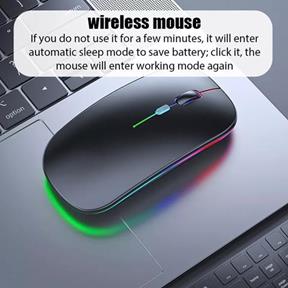 wireless mouse
If you do not use it for a few minutes, it will enter
automatic sleep mode to save battery; click it, the
mouse will enter working mode again